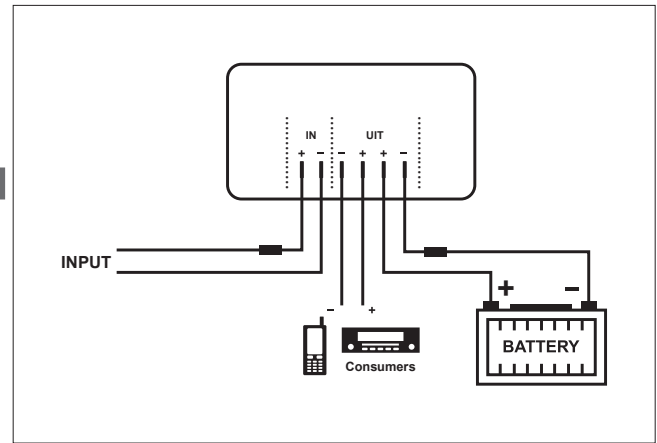 IN UIT
+ − − + + −
INPUT
+ −
− +
BATTERY
Consumers